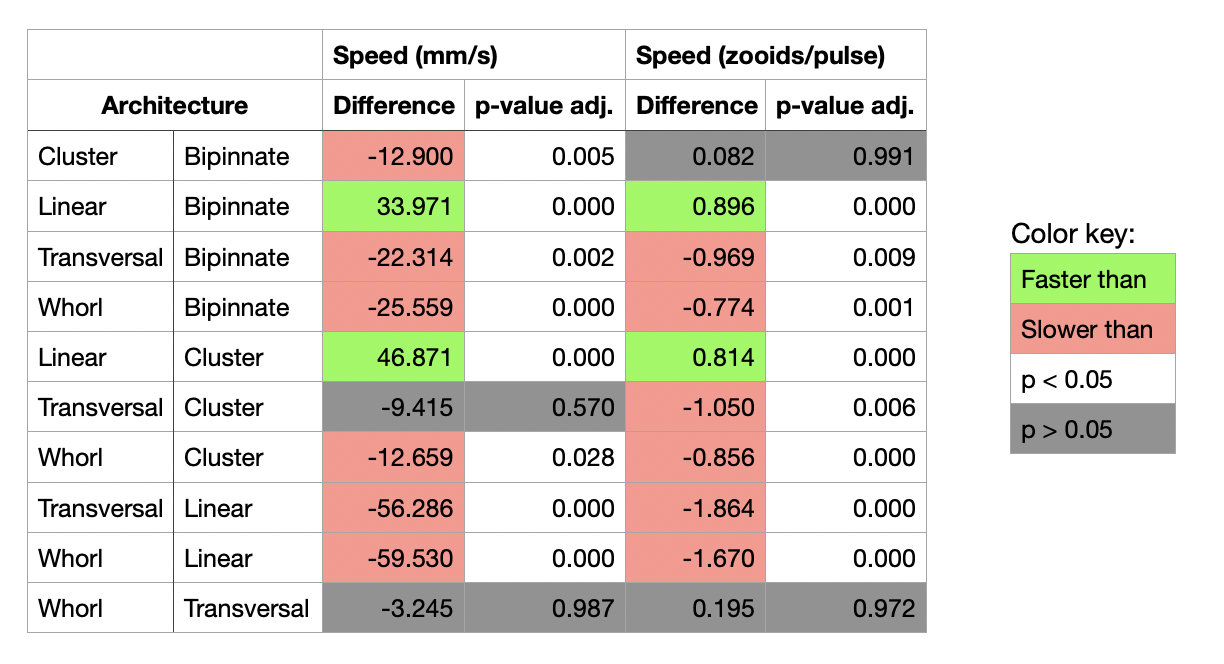 Speed (mm/s) Speed (zooids/pulse)
Architecture Difference p-value adj. Difference p-value adj.
Cluster Bipinnate -12.900 0.005 0.082 0.991
Linear Bipinnate 33.971 0.000 0.896 0.000
Transversal Bipinnate -22.314 0.002 -0.969 0.009
Whorl Bipinnate -25.559 0.000 -0.774 0.001
Linear Cluster 46.871 0.000 0.814 0.000
Transversal Cluster -9.415 0.570 -1.050 0.006
Whorl Cluster -12.659 0.028 -0.856 0.000
Transversal Linear -56.286 0.000 -1.864 0.000
Whorl Linear -59.530 0.000 -1.670 0.000
Whorl Transversal -3.245 0.987 0.195 0.972
Color key:
Faster than
Slower than
p < 0.05
p > 0.05